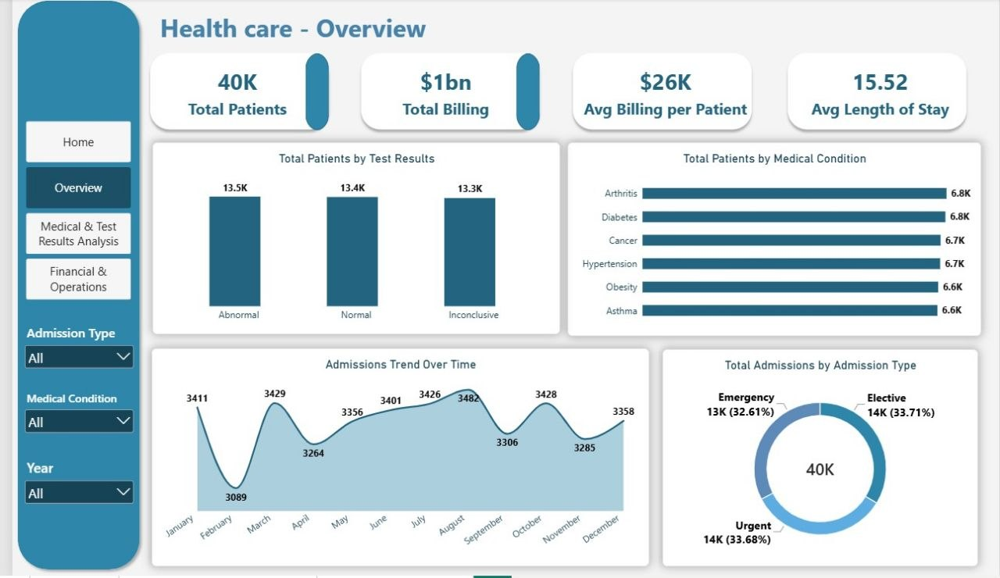 Health care - Overview
40K
Total Patients
$1bn
Total Billing
$26K
Avg Billing per Patient
15.52
Avg Length of Stay
Home
Overview
Medical & Test
Results Analysis
Financial &
Operations
Admission Type
All
Medical Condition
All
Year
All
Total Patients by Test Results
13.5K
13.4K
13.3K
Abnormal
Normal
Inconclusive
Total Patients by Medical Condition
Arthritis 6.8K
Diabetes 6.8K
Cancer 6.7K
Hypertension 6.7K
Obesity 6.6K
Asthma 6.6K
Admissions Trend Over Time
3411
3089
3429
3264
3356
3401
3426
3482
3306
3428
3285
3358
January
February
March
April
May
June
July
August
September
October
November
December
Total Admissions by Admission Type
Emergency
13K (32.61%)
Elective
14K (33.71%)
40K
Urgent
14K (33.68%)